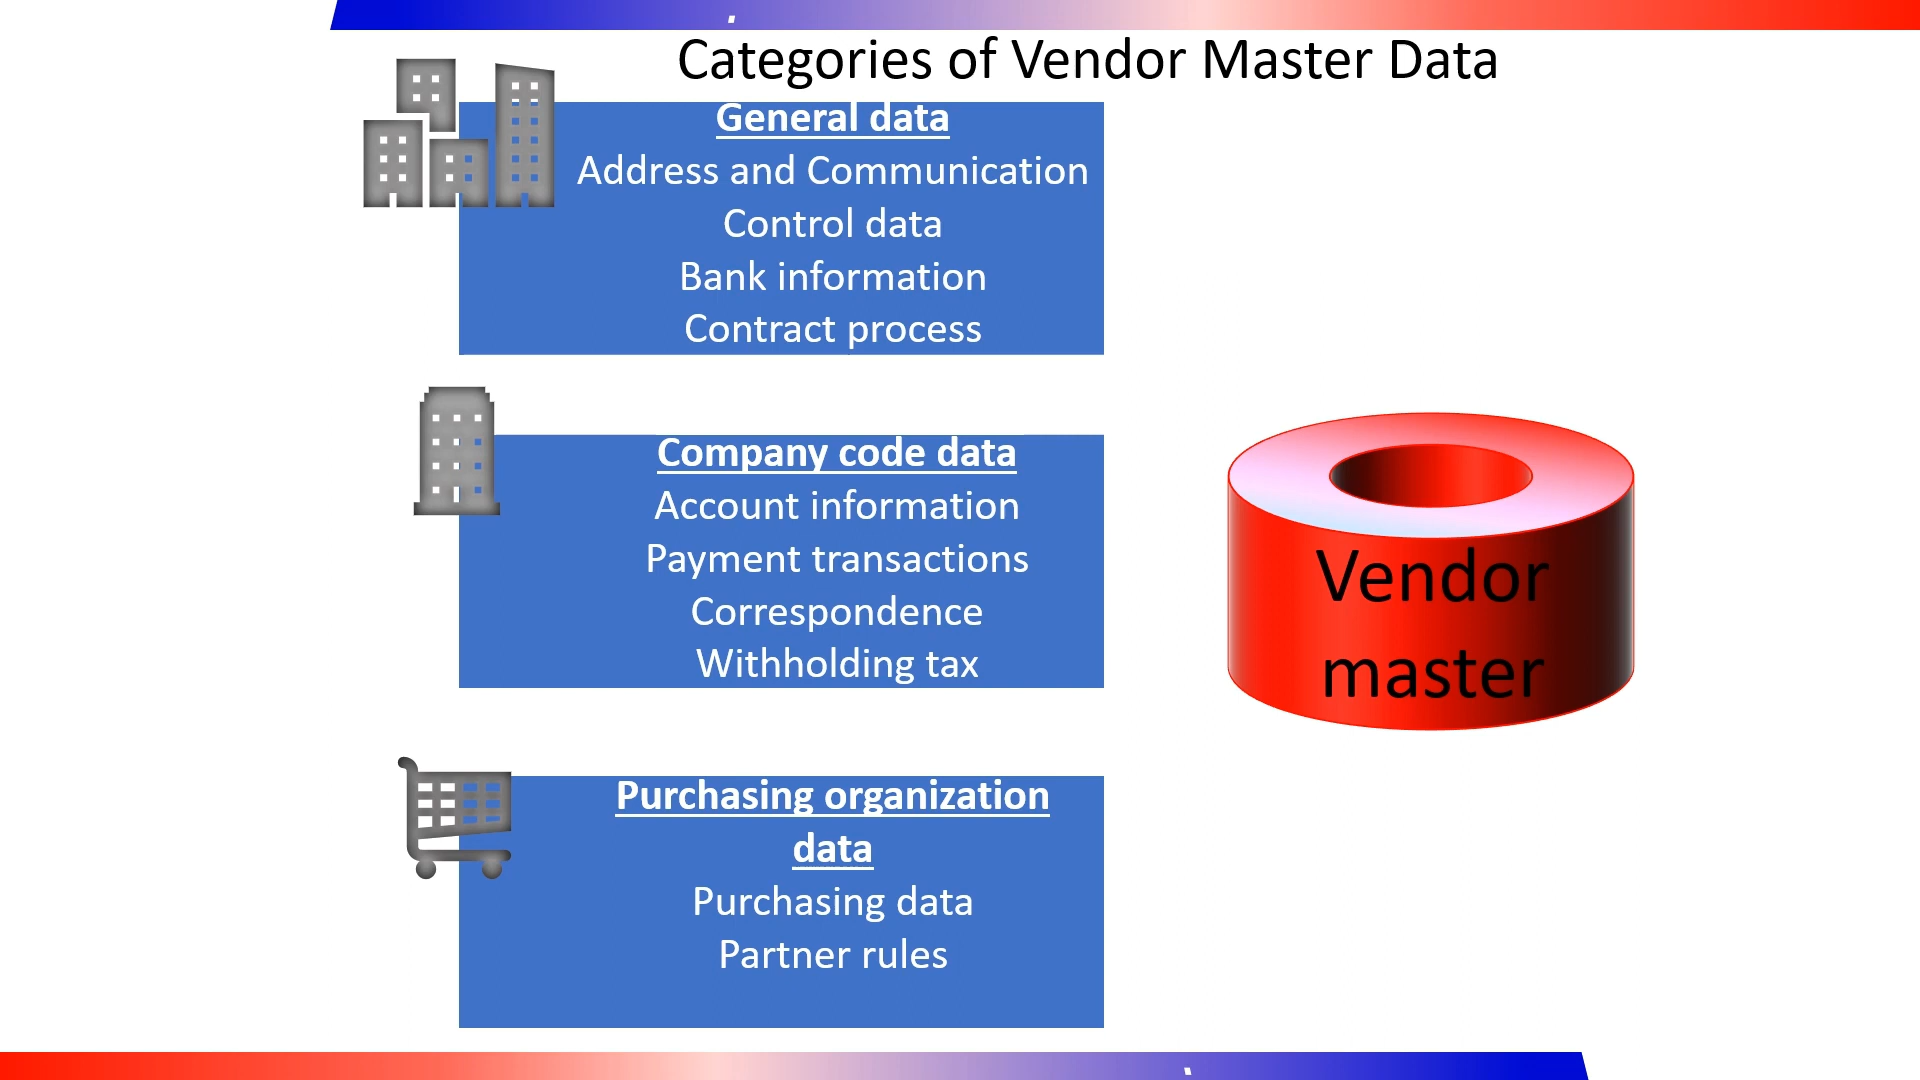 Categories of Vendor Master Data
General data
Address and Communication
Control data
Bank information
Contract process
Company code data
Account information
Payment transactions
Correspondence
Withholding tax
Purchasing organization
data
Purchasing data
Partner rules
Vendor
master